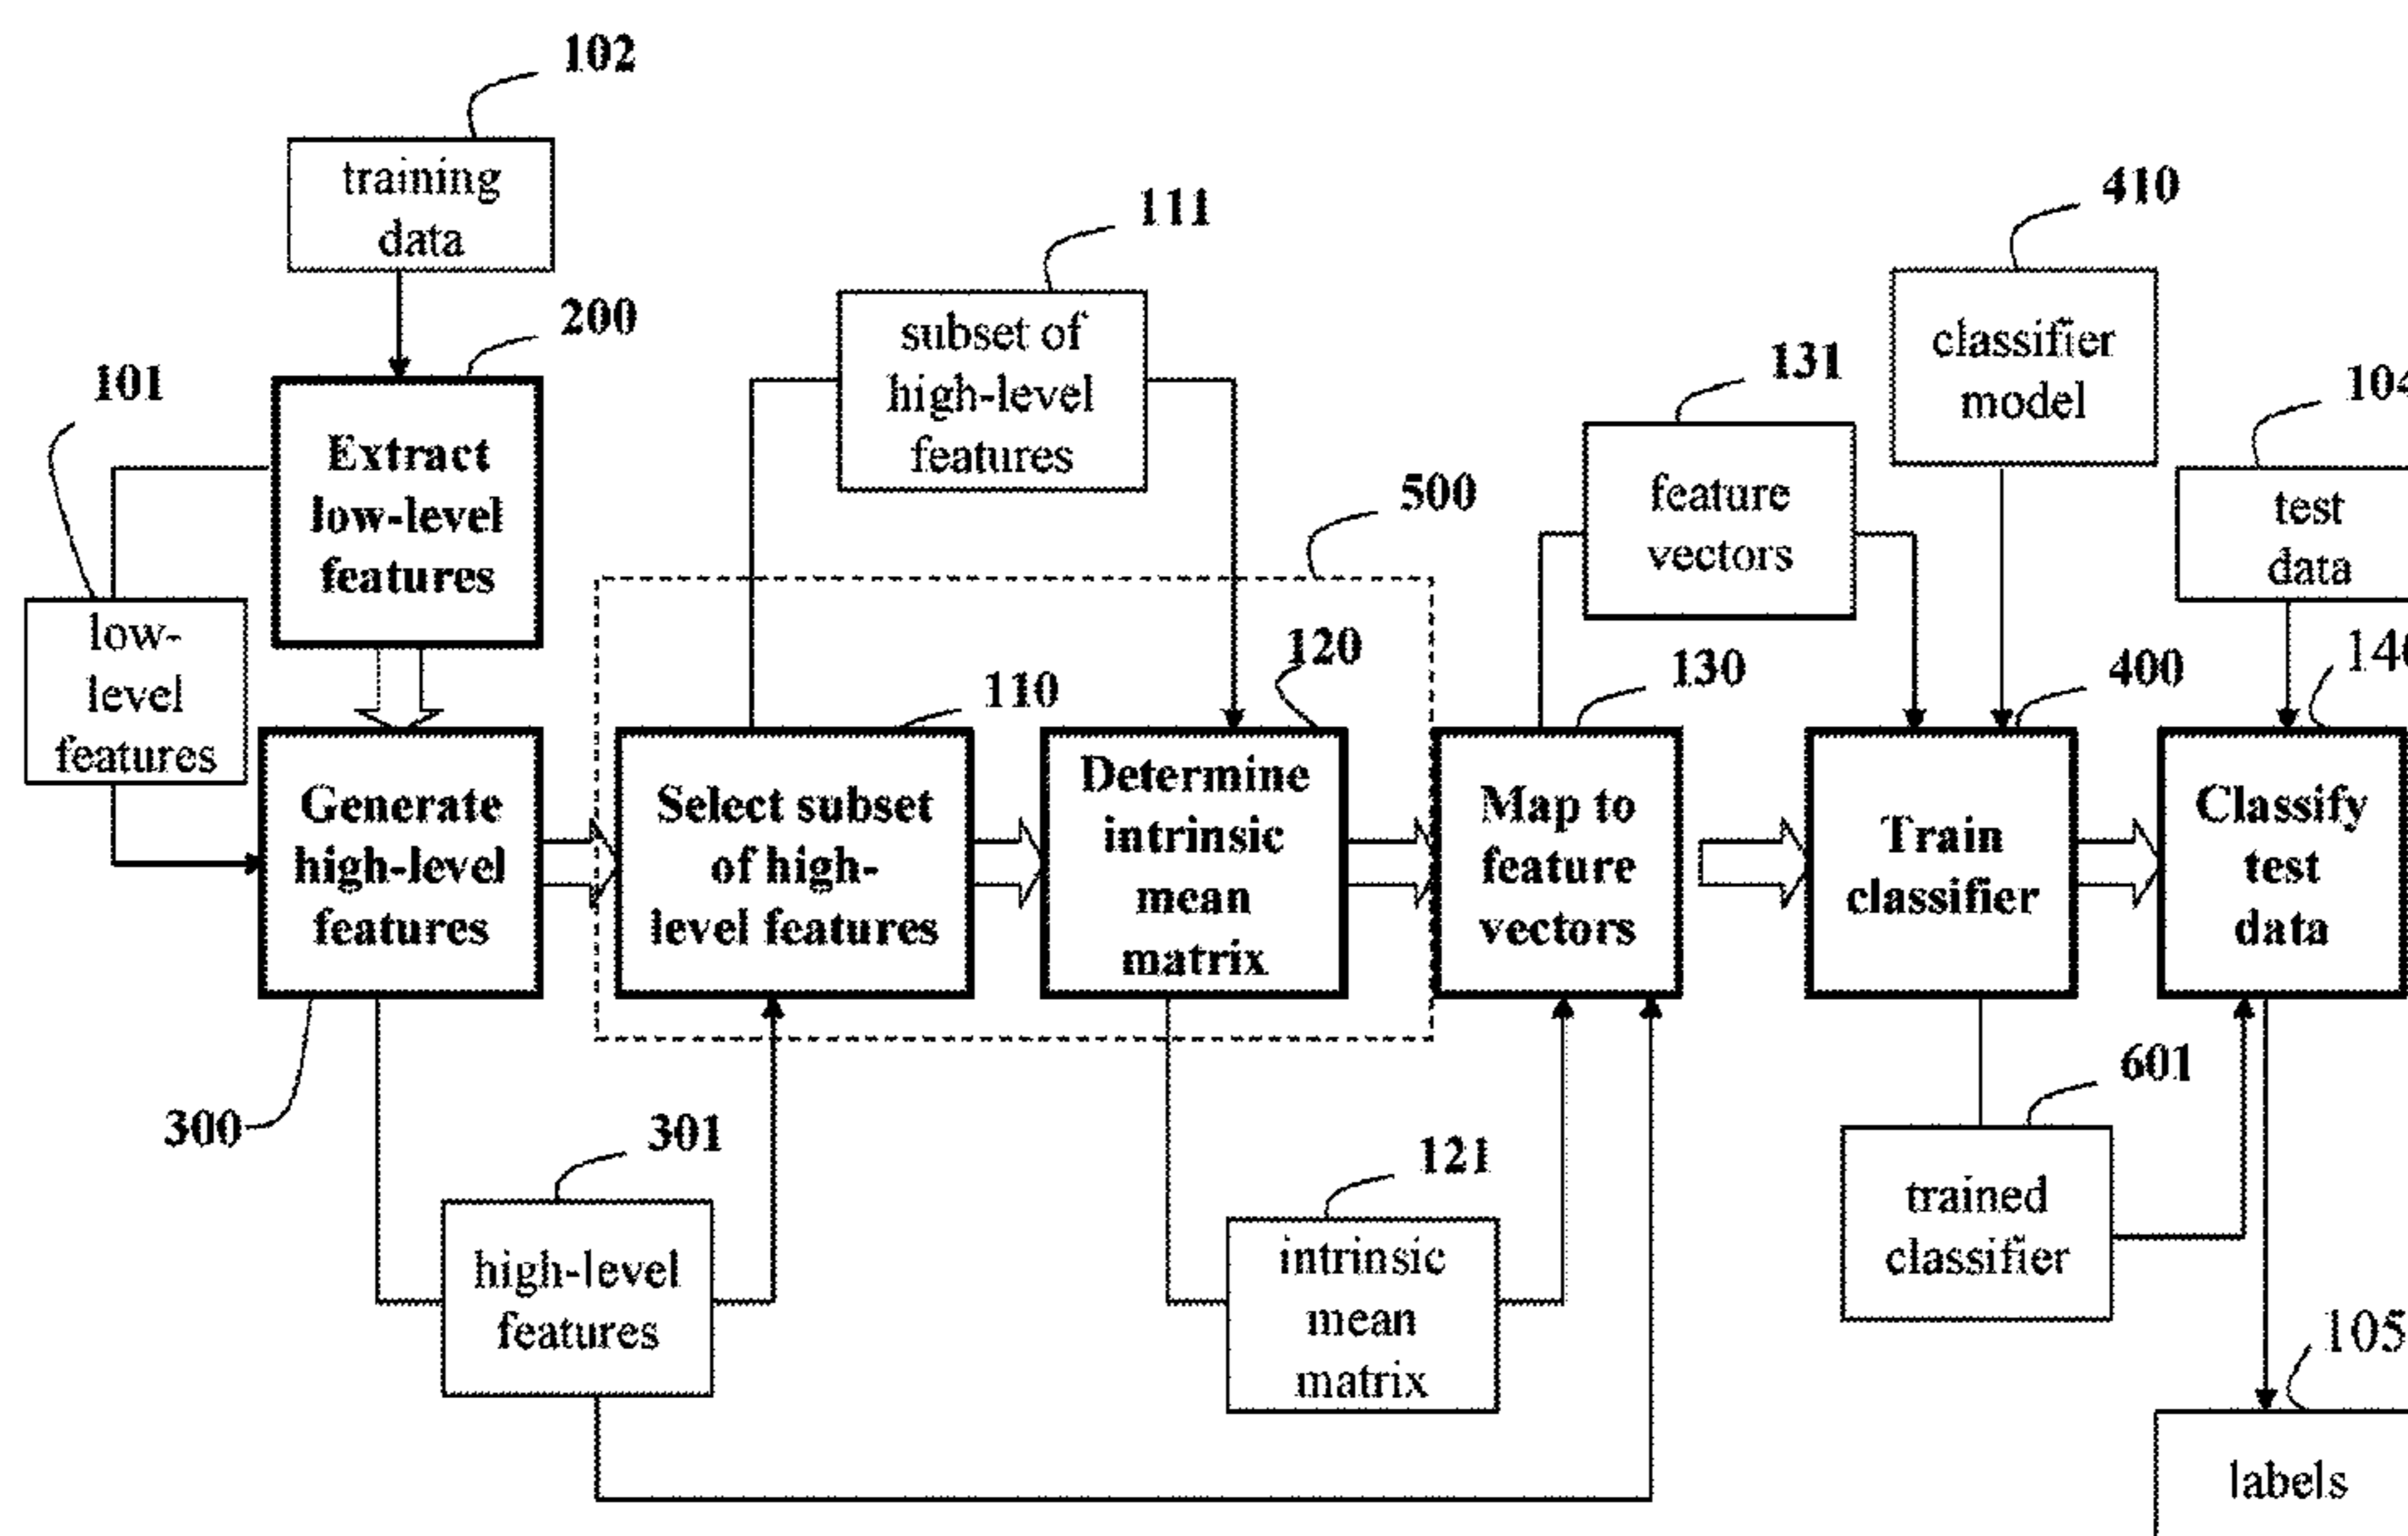 102
training
data
200
101
Extract
low-level
features
low-
level
features
111
subset of
high-level
features
500
410
classifier
model
131
feature
vectors
104
test
data
110
120
130
400
140
Generate
high-level
features
Select subset
of high-
level features
Determine
intrinsic
mean
matrix
Map to
feature
vectors
Train
classifier
Classify
test
data
300
301
high-level
features
121
intrinsic
mean
matrix
601
trained
classifier
105
labels